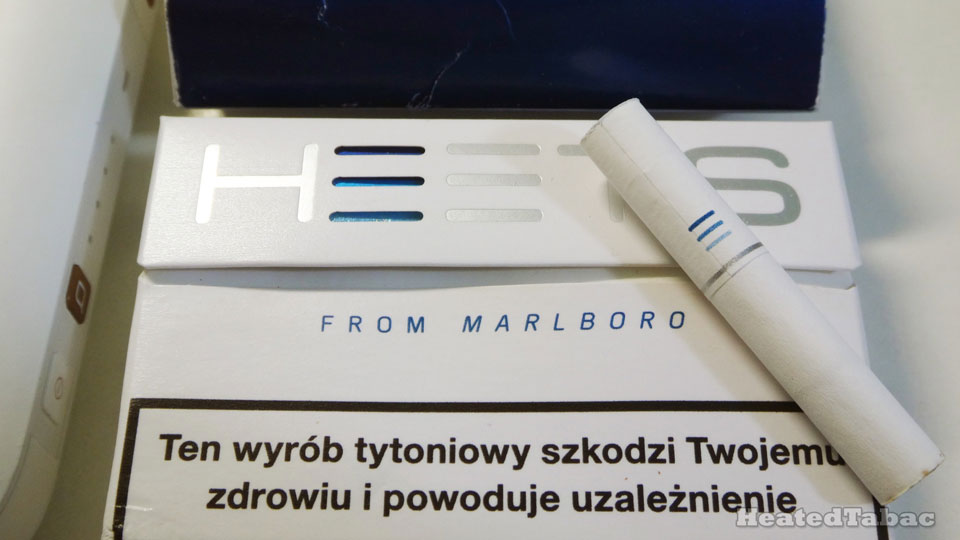 HEETS
FROM MARLBORO
Ten wyrób tytoniowy szkodzi Twojemu
zdrowiu i powoduje uzależnienie
HeatedTabac